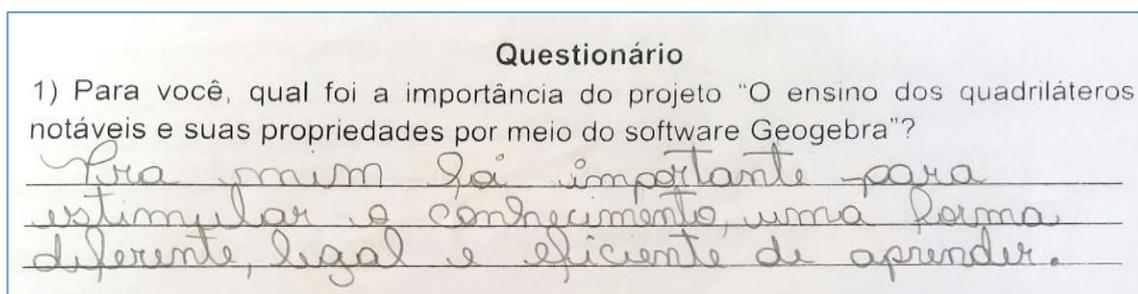 Questionário
1) Para você, qual foi a importância do projeto "O ensino dos quadriláteros
notáveis e suas propriedades por meio do software Geogebra"?
Pra mim foi importante para
estimular o conhecimento, uma forma
diferente, legal e eficiente de aprender.